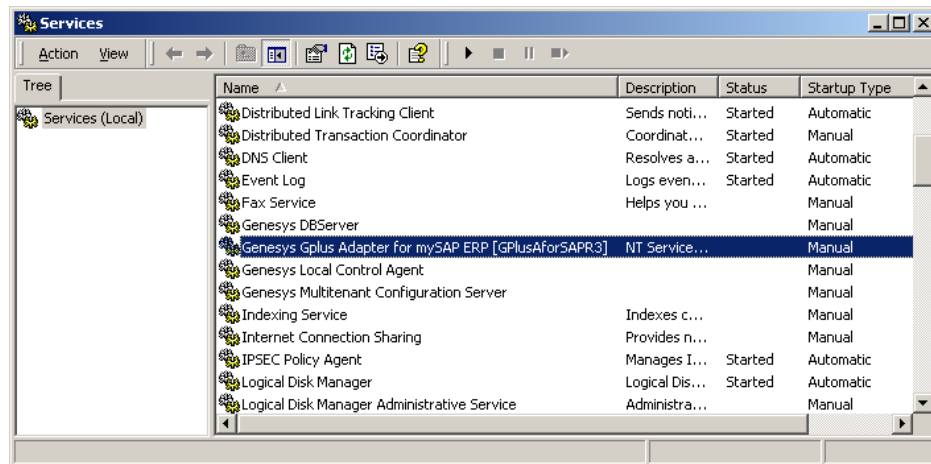 Services
Action View
Tree
Name Description Status Startup Type
Services (Local)
Distributed Link Tracking Client Sends noti... Started Automatic
Distributed Transaction Coordinator Coordinat... Started Manual
DNS Client Resolves a... Started Automatic
Event Log Logs even... Started Automatic
Fax Service Helps you ... Manual
Genesys DBServer Manual
Genesys Gplus Adapter for mySAP ERP [GPlusAforSAPR3] NT Service... Manual
Genesys Local Control Agent Manual
Genesys Multitenant Configuration Server Manual
Indexing Service Indexes c... Manual
Internet Connection Sharing Provides n... Manual
IPSEC Policy Agent Manages I... Started Automatic
Logical Disk Manager Logical Dis... Started Automatic
Logical Disk Manager Administrative Service Administra... Manual